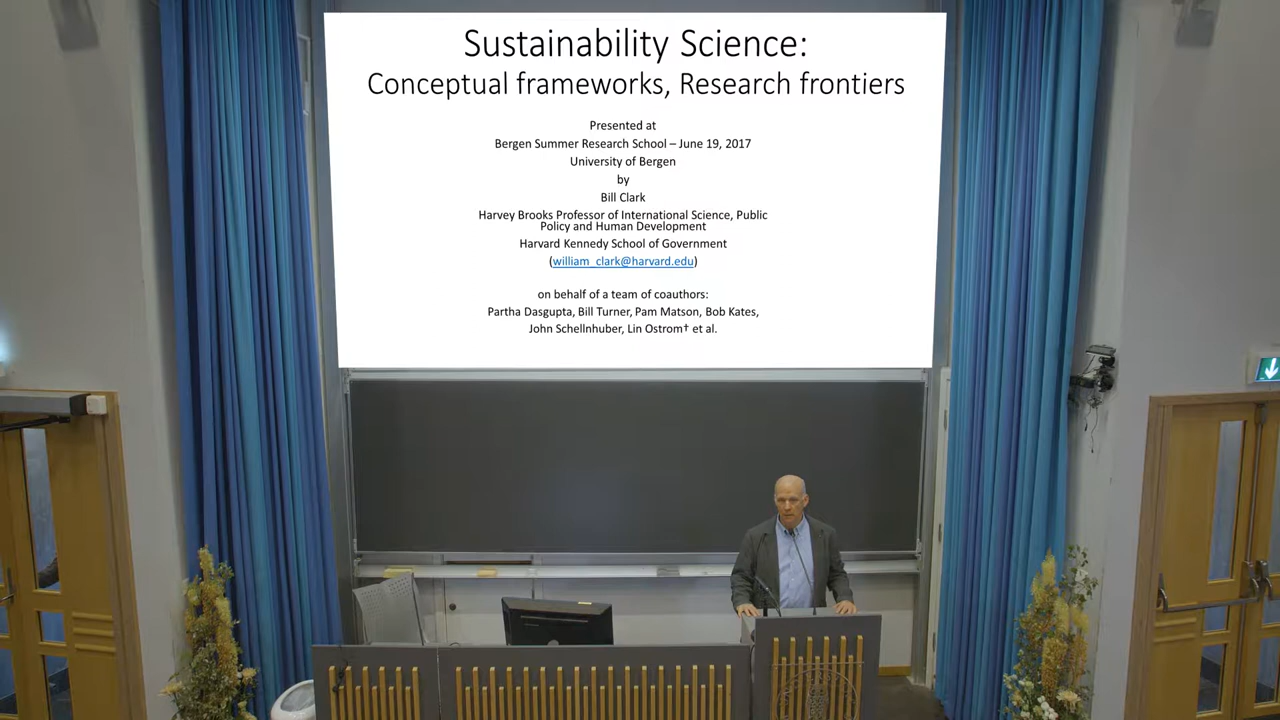 Sustainability Science:
Conceptual frameworks, Research frontiers
Presented at
Bergen Summer Research School – June 19, 2017
University of Bergen
by
Bill Clark
Harvey Brooks Professor of International Science, Public
Policy and Human Development
Harvard Kennedy School of Government
(william_clark@harvard.edu)
on behalf of a team of coauthors:
Partha Dasgupta, Bill Turner, Pam Matson, Bob Kates,
John Schellnhuber, Lin Ostrom† et al.